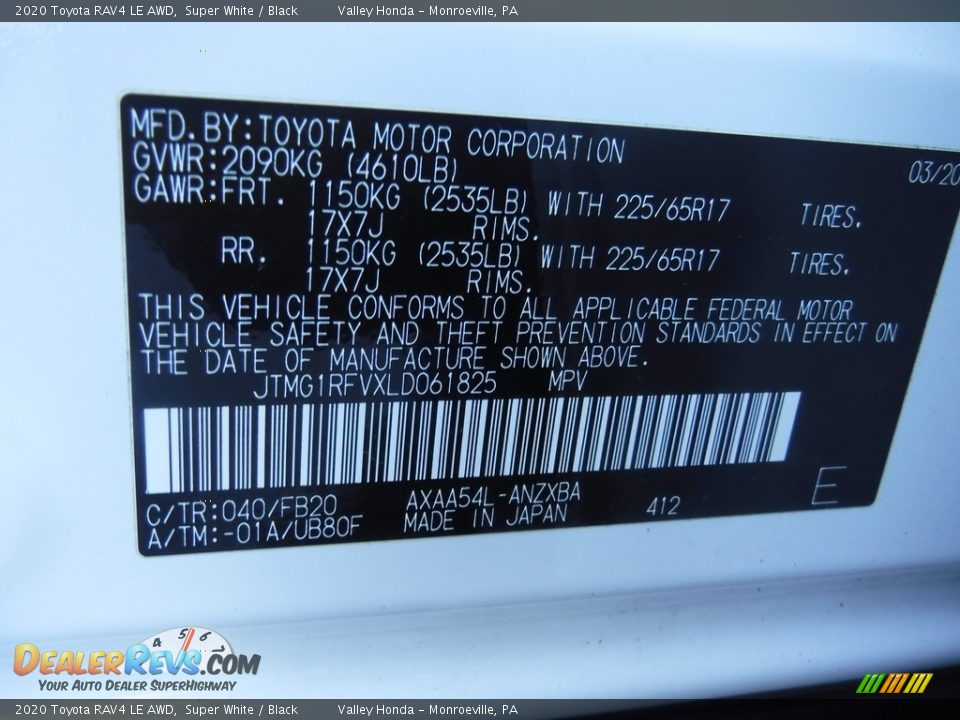 2020 Toyota RAV4 LE AWD, Super White / Black Valley Honda - Monroeville, PA
MFD.BY:TOYOTA MOTOR CORPORATION 03/20
GVWR:2090KG (4610LB)
GAWR:FRT. 1150KG (2535LB) WITH 225/65R17 TIRES.
17X7J RIMS.
RR. 1150KG (2535LB) WITH 225/65R17 TIRES.
17X7J RIMS.
THIS VEHICLE CONFORMS TO ALL APPLICABLE FEDERAL MOTOR
VEHICLE SAFETY AND THEFT PREVENTION STANDARDS IN EFFECT ON
THE DATE OF MANUFACTURE SHOWN ABOVE.
JTMG1RFVXLD061825 MPV
C/TR:040/FB20 AXAA54L-ANZXBA 412 E
A/TM:-01A/UB80F MADE IN JAPAN
4 5 6
DEALERREVS.COM
YOUR AUTO DEALER SUPERHIGHWAY
2020 Toyota RAV4 LE AWD, Super White / Black Valley Honda - Monroeville, PA